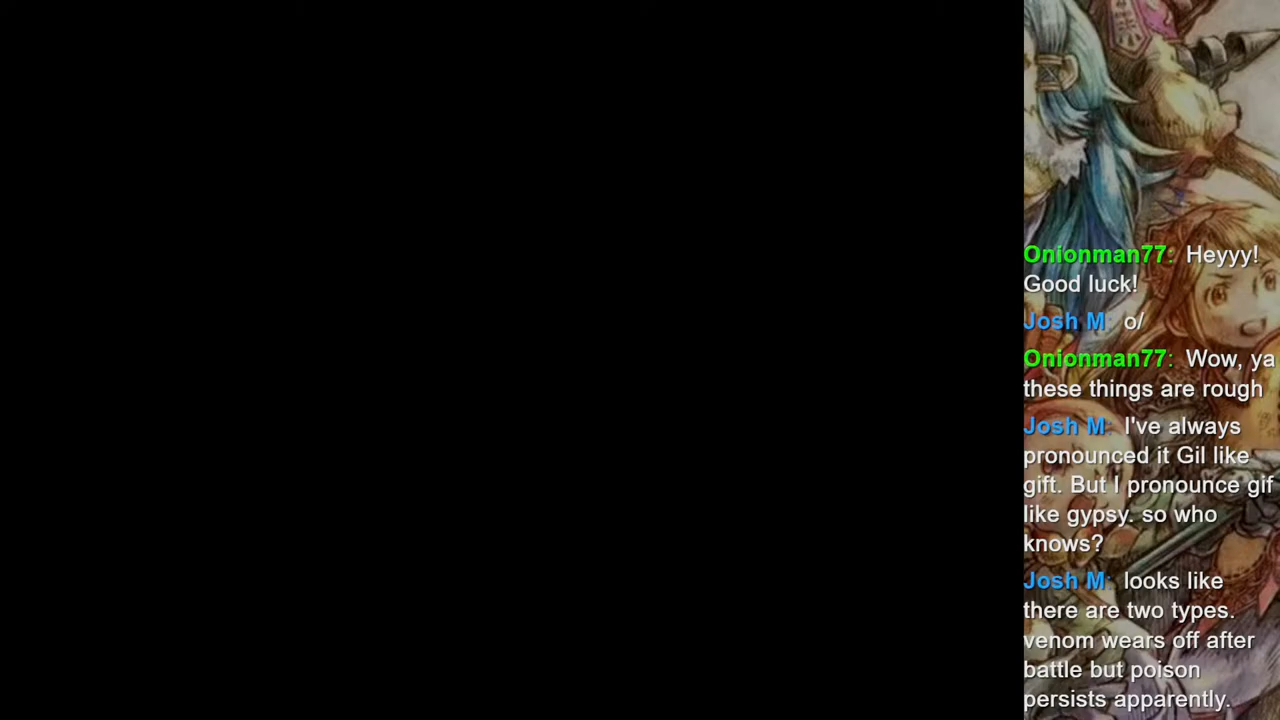 Onionman77: Heyyy!
Good luck!
Josh M: o/
Onionman77: Wow, ya
these things are rough
Josh M: I've always
pronounced it Gil like
gift. But I pronounce gif
like gypsy. so who
knows?
Josh M: looks like
there are two types.
venom wears off after
battle but poison
persists apparently.